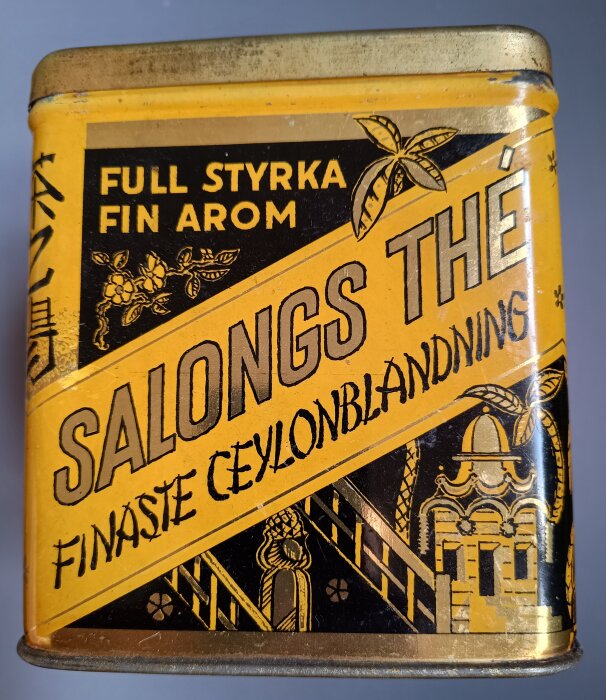 FULL STYRKA
FIN AROM
SALONGS THÉ
FINASTE CEYLONBLANDNING